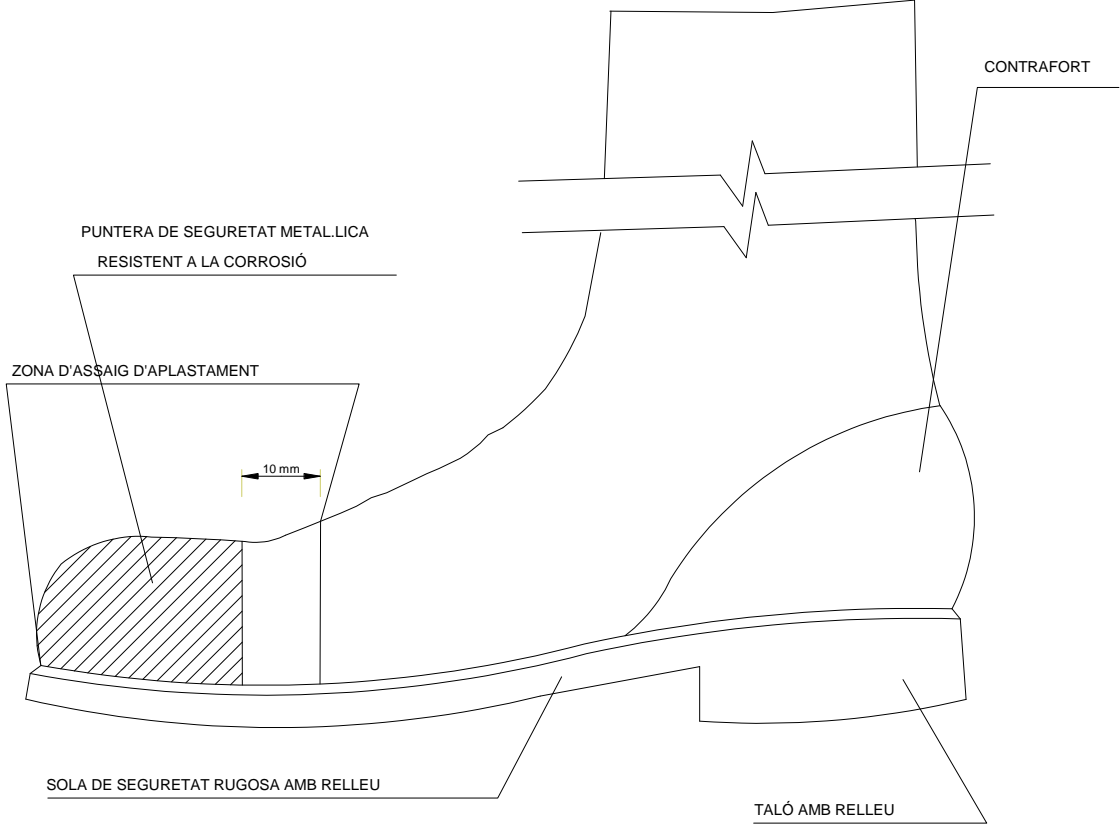 CONTRAFORT
PUNTERA DE SEGURETAT METAL.LICA
RESISTENT A LA CORROSIÓ
ZONA D'ASSAIG D'APLASTAMENT
10 mm
SOLA DE SEGURETAT RUGOSA AMB RELLEU
TALÓ AMB RELLEU